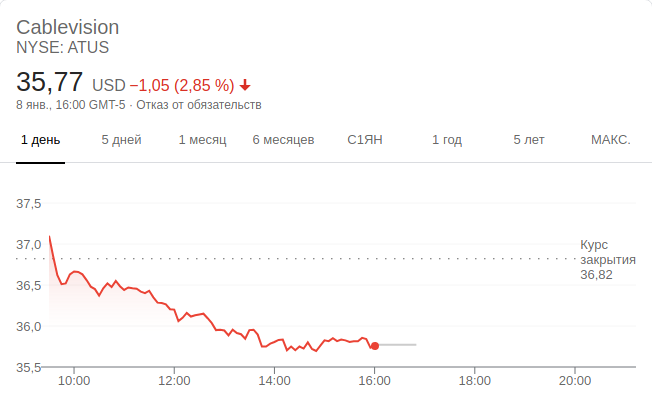 Cablevision
NYSE: ATUS
35,77 USD −1,05 (2,85 %)
8 янв., 16:00 GMT-5 · Отказ от обязательств
1 день 5 дней 1 месяц 6 месяцев С1ЯН 1 год 5 лет МАКС.
37,5
37,0
Курс
закрытия
36,82
36,5
36,0
35,5
10:00 12:00 14:00 16:00 18:00 20:00